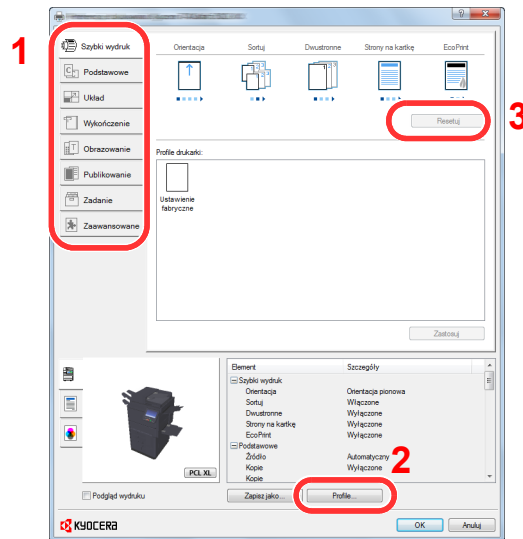 ? X
1
Szybki wydruk
Podstawowe
Układ
Wykończenie
Obrazowanie
Publikowanie
Zadanie
Zaawansowane
Orientacja Sortuj Dwustronne Strony na kartkę EcoPrint
Resetuj
3
Profile drukarki:
Ustawienie
fabryczne
Zastosuj
Element Szczegóły
Szybki wydruk
Orientacja Orientacja pionowa
Sortuj Włączone
Dwustronne Wyłączone
Strony na kartkę Wyłączone
EcoPrint Wyłączone
Podstawowe
Źródło Automatyczny
Kopie Wyłączone
Kopie
2
PCL XL
Podgląd wydruku
Zapisz jako...
Profile...
KYOCERA
OK Anuluj